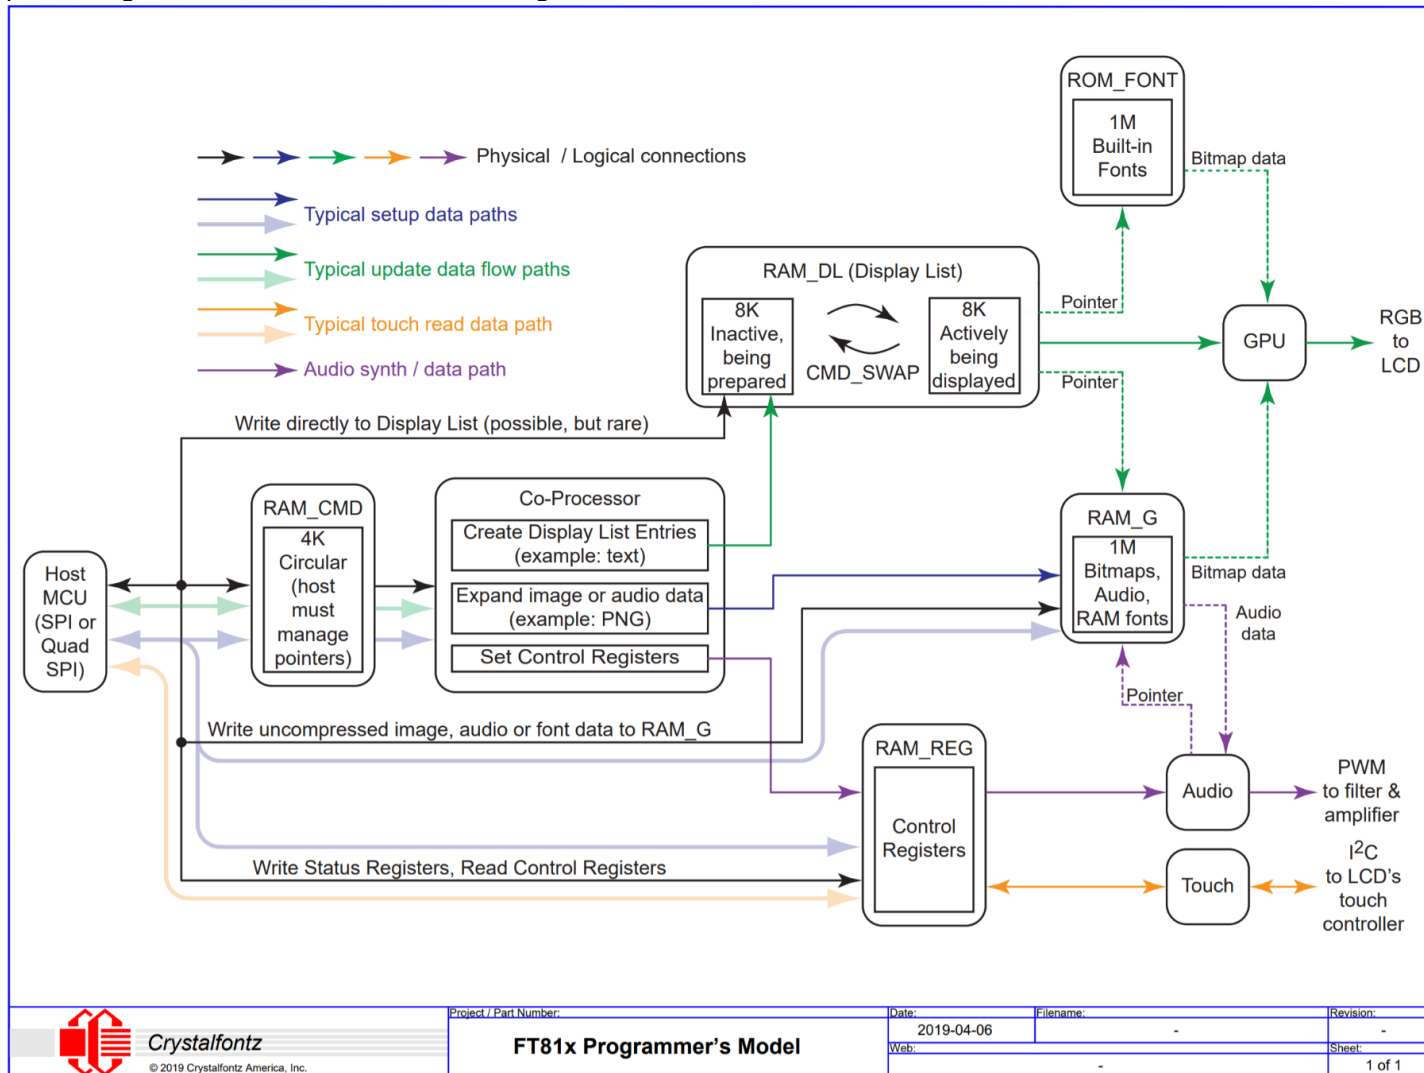 ROM_FONT
1M
Built-in
Fonts
Bitmap data
Physical / Logical connections
Typical setup data paths
Typical update data flow paths
Typical touch read data path
Audio synth / data path
RAM_DL (Display List)
8K
Inactive,
being
prepared
CMD_SWAP
8K
Actively
being
displayed
Pointer
Pointer
GPU
RGB
to
LCD
Write directly to Display List (possible, but rare)
Host
MCU
(SPI or
Quad
SPI)
RAM_CMD
4K
Circular
(host
must
manage
pointers)
Co-Processor
Create Display List Entries
(example: text)
Expand image or audio data
(example: PNG)
Set Control Registers
RAM_G
1M
Bitmaps,
Audio,
RAM fonts
Bitmap data
Audio
data
Pointer
Write uncompressed image, audio or font data to RAM_G
RAM_REG
Control
Registers
Audio
PWM
to filter &
amplifier
Write Status Registers, Read Control Registers
Touch
I2C
to LCD's
touch
controller
Crystalfontz
© 2019 Crystalfontz America, Inc.
Project / Part Number:
FT81x Programmer's Model
Date:
2019-04-06
Filename:
-
Revision:
-
Web:
-
Sheet:
1 of 1